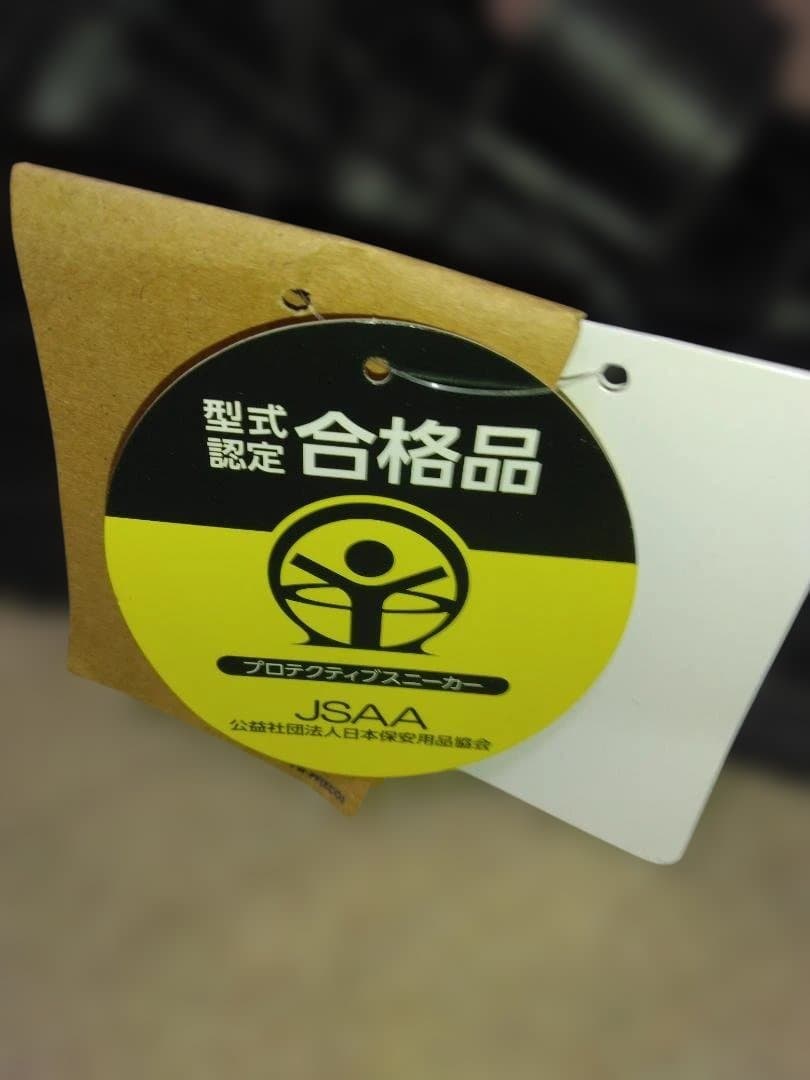 型式
認定 合格品
プロテクティブスニーカー
JSAA
公益社団法人日本保安用品協会